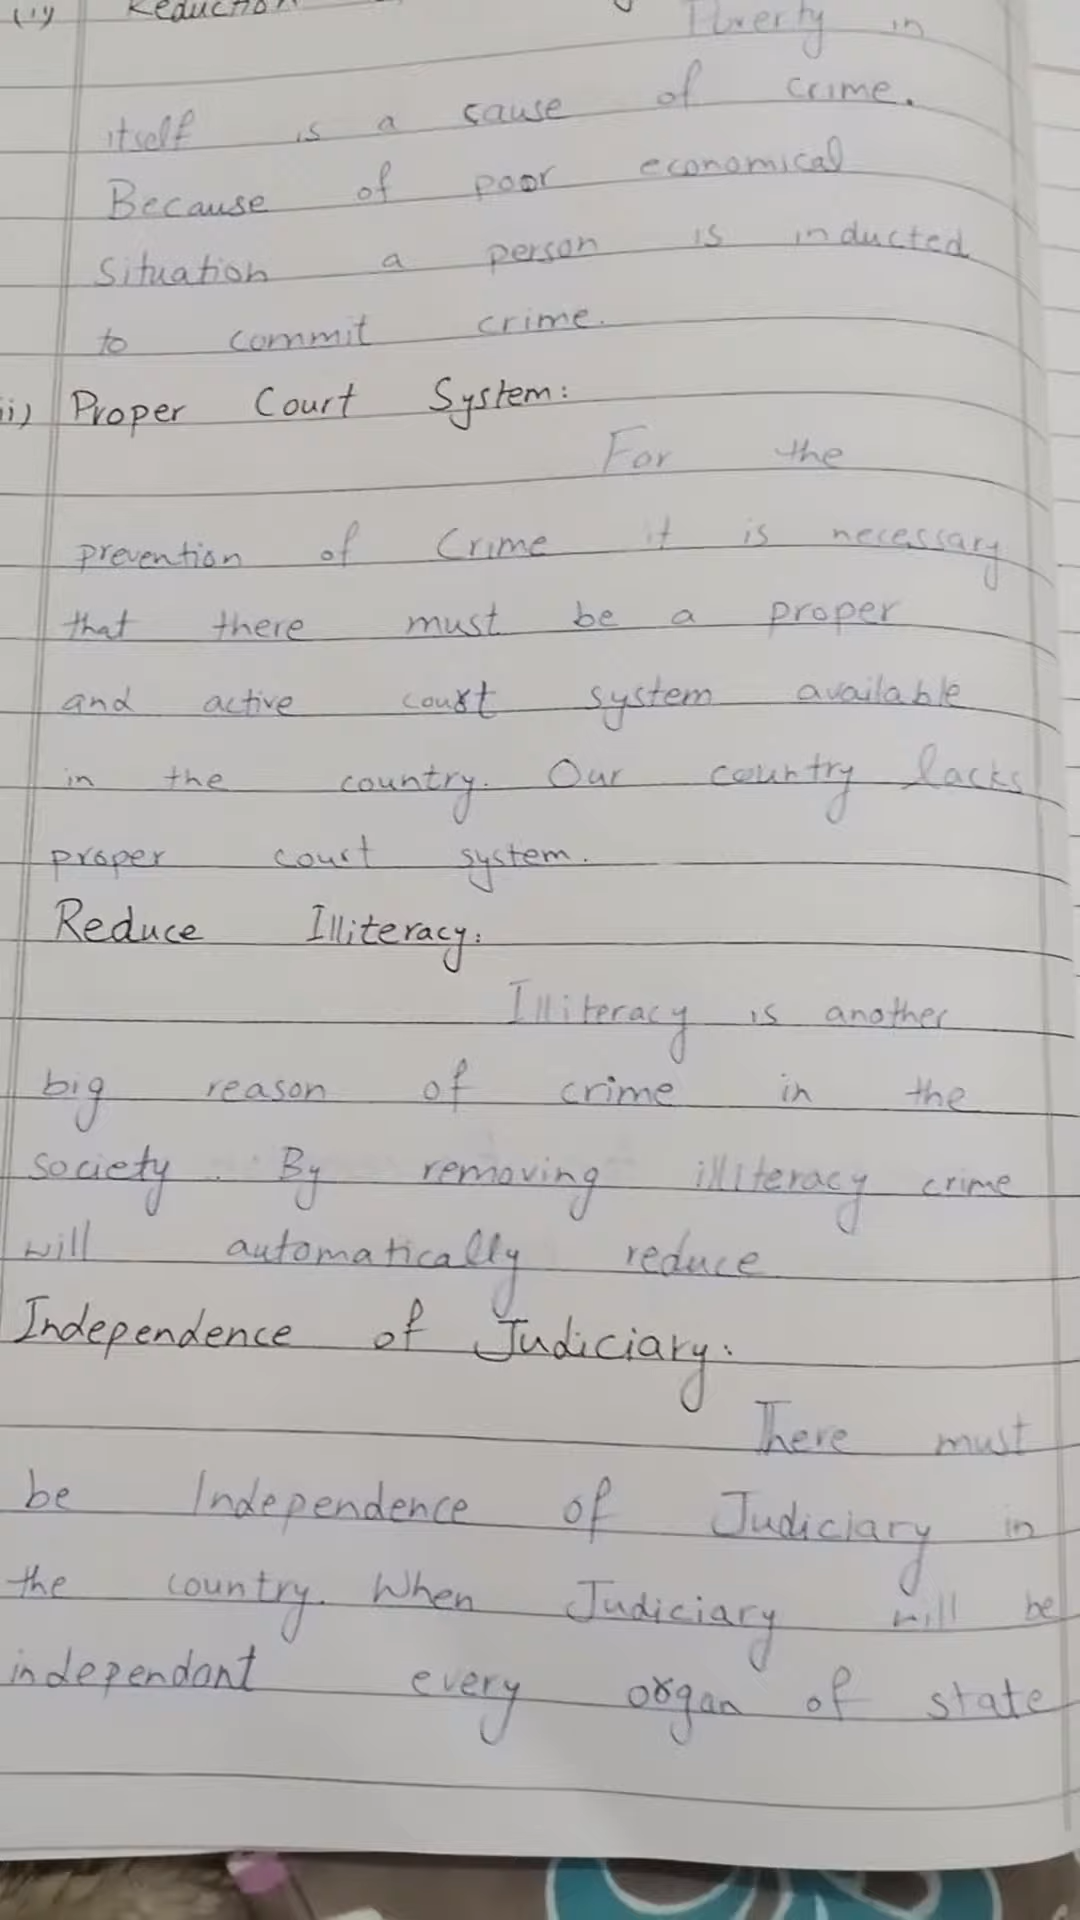 Reduction
Poverty in
itself is a cause of crime.
Because of poor economical
Situation a person is inducted
to commit crime.
ii) Proper Court System:
For the
prevention of Crime it is necessary
that there must be a proper
and active court system available
in the country. Our country lacks
proper court system.
Reduce Illiteracy:
Illiteracy is another
big reason of crime in the
society. By removing illiteracy crime
will automatically reduce
Independence of Judiciary:
There must
be Independence of Judiciary in
the country. When Judiciary will be
independant every organ of state